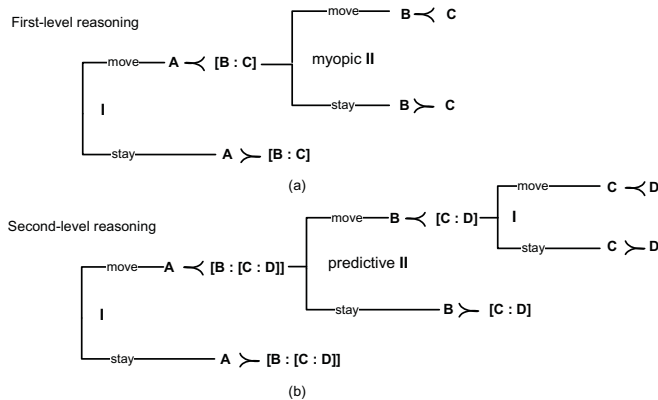 First-level reasoning
move B ≺ C
move A ≺ [B : C] myopic II
I
stay B ≻ C
stay A ≻ [B : C]
(a)
Second-level reasoning
move C ≺ D
move B ≺ [C : D] I
stay C ≻ D
move A ≺ [B : [C : D]] predictive II
I
stay B ≻ [C : D]
stay A ≻ [B : [C : D]]
(b)